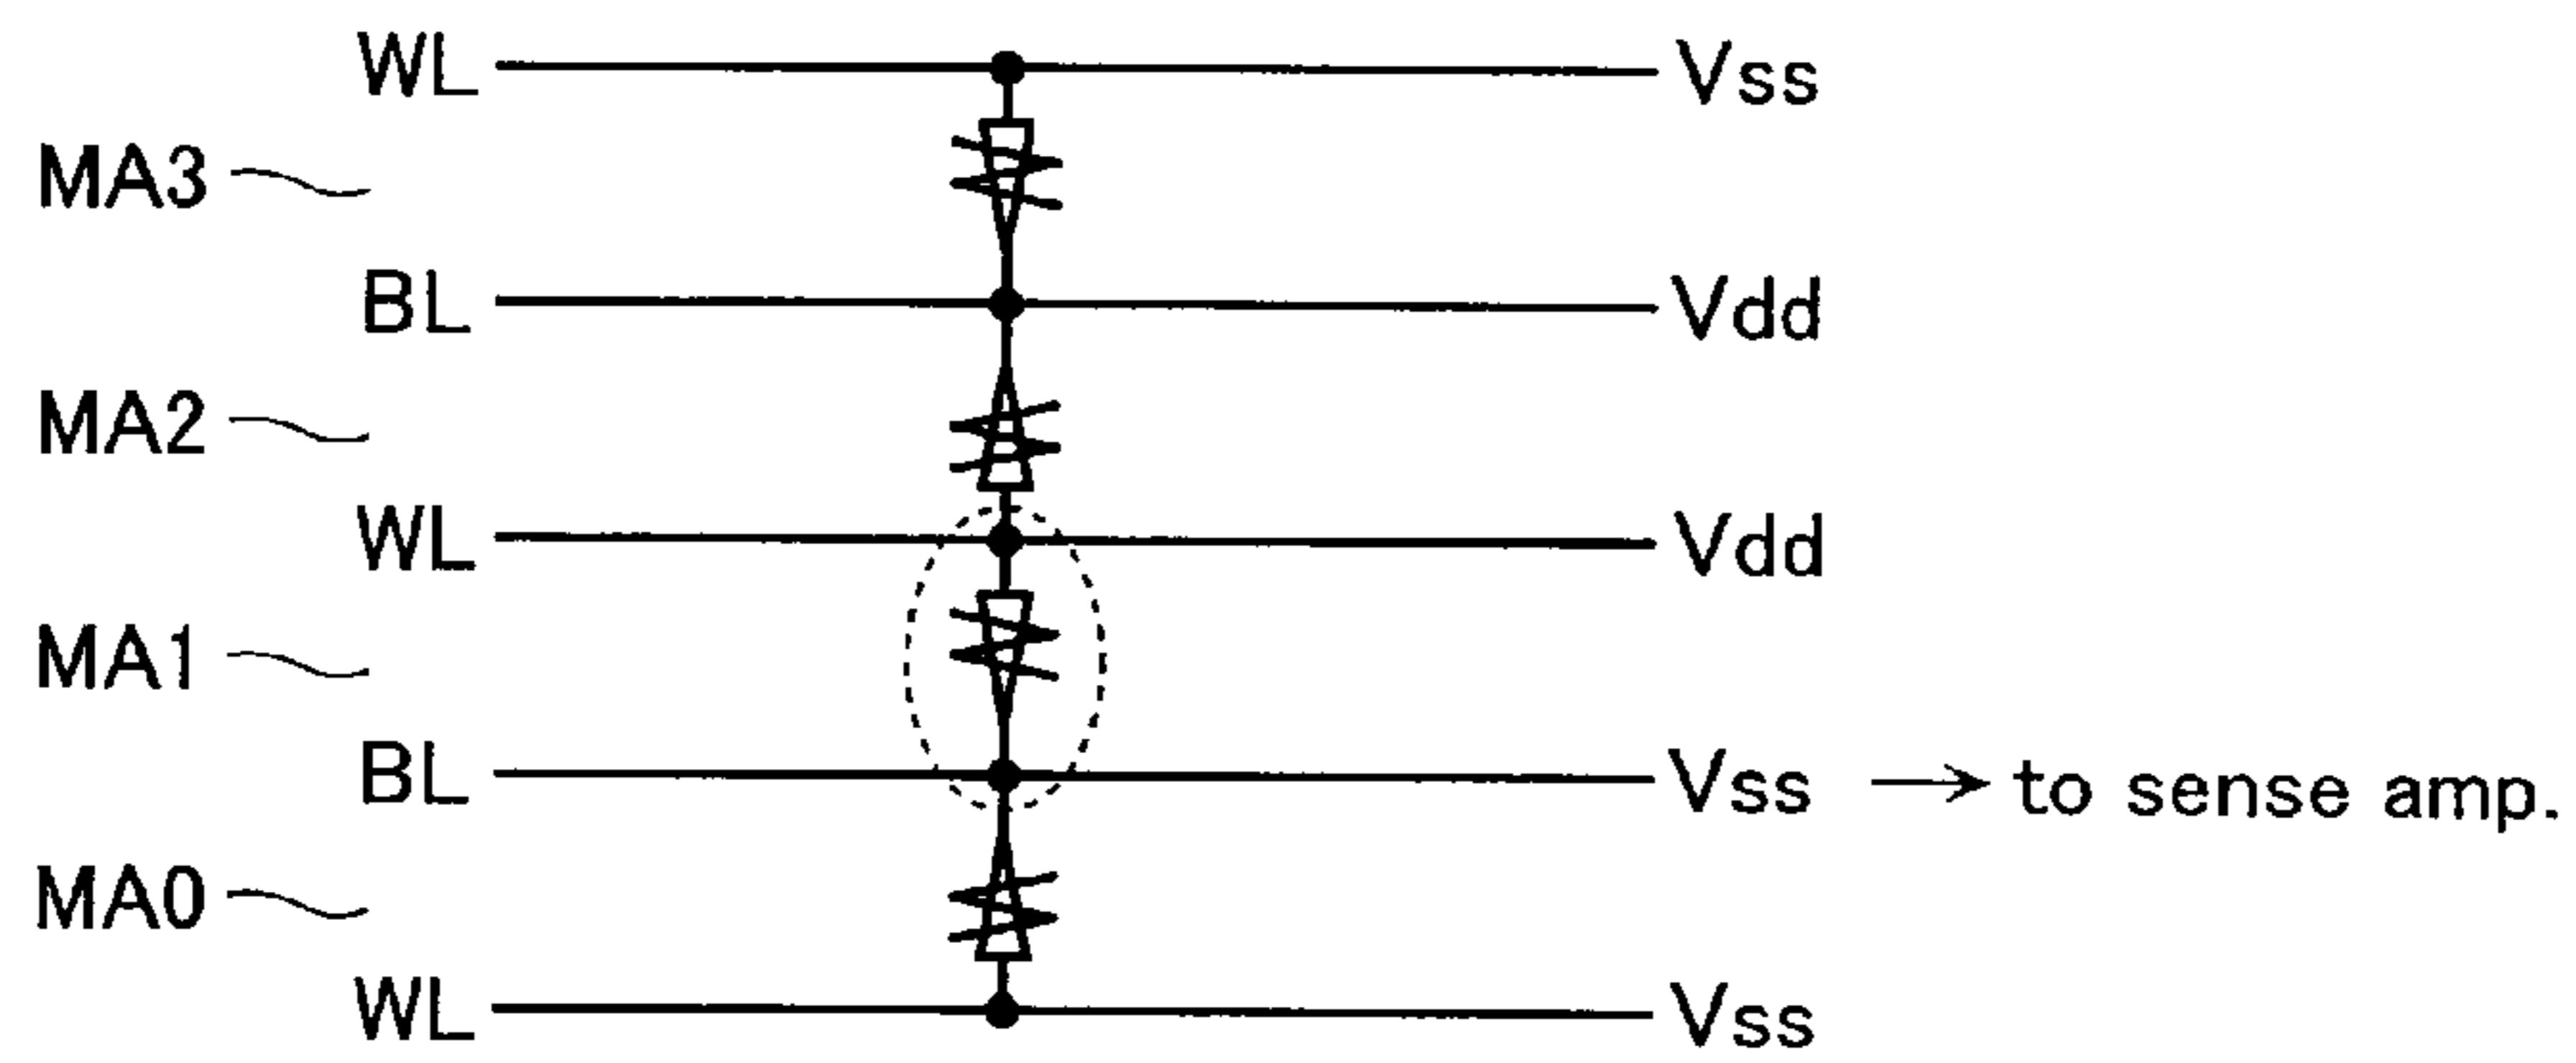 WL Vss
MA3
BL Vdd
MA2
WL Vdd
MA1
BL Vss → to sense amp.
MA0
WL Vss